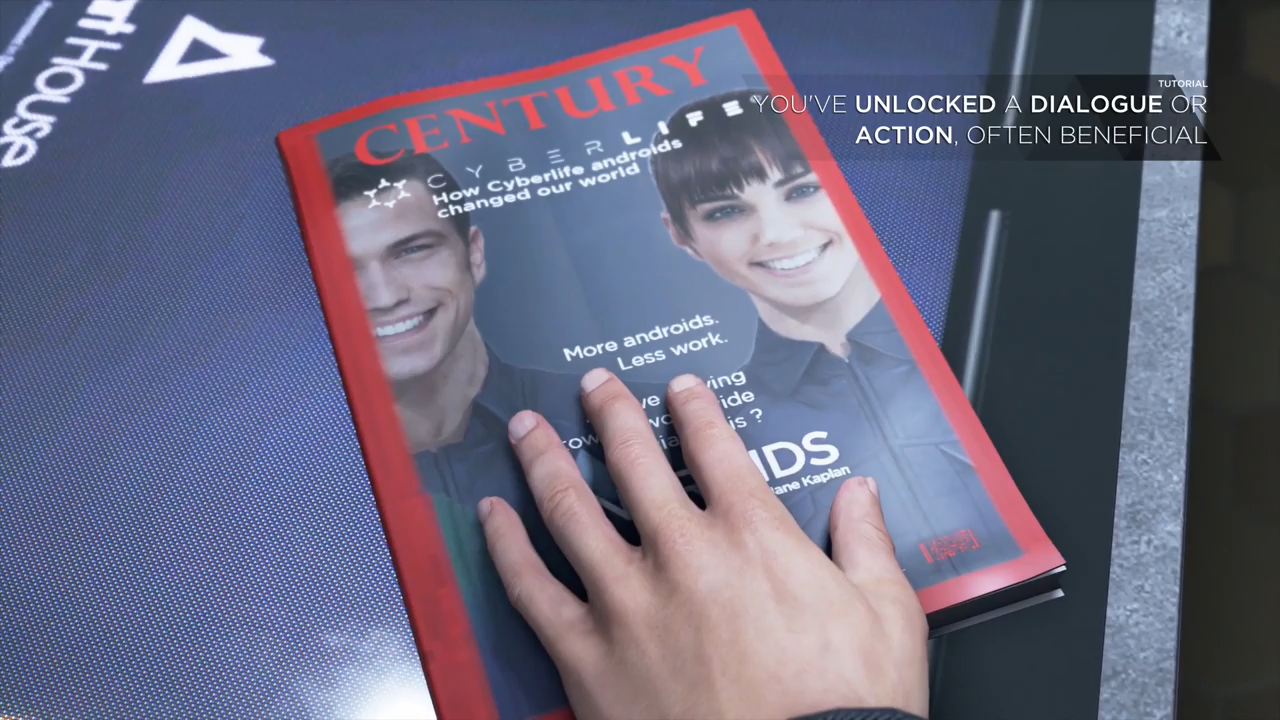 House
TUTORIAL
YOU'VE UNLOCKED A DIALOGUE OR
ACTION, OFTEN BENEFICIAL
CENTURY
CYBERLIFE
How Cyberlife androids
changed our world
More androids.
Less work.
Kaplan